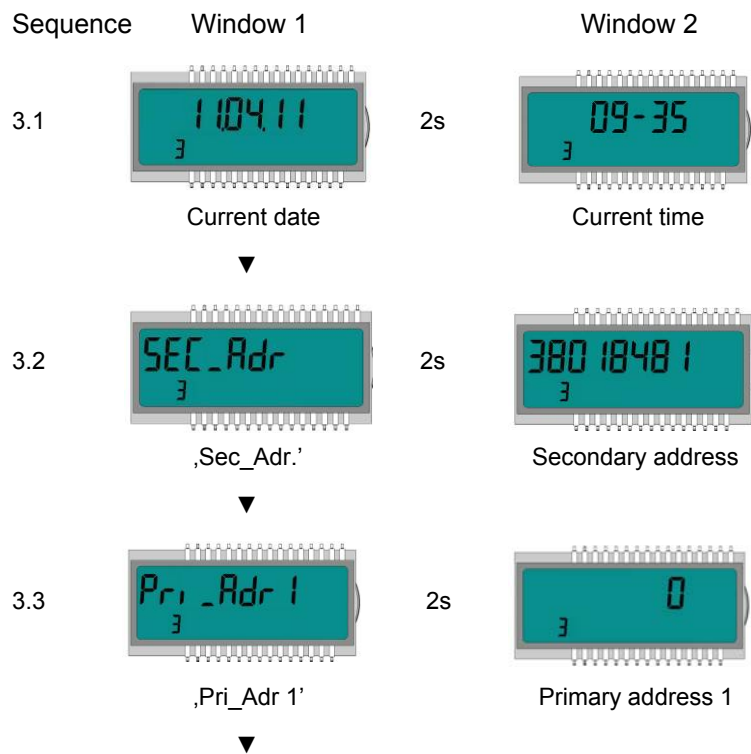 Sequence Window 1 Window 2
3.1 11.04.11 2s 09-35
3 3
Current date Current time
▼
3.2 SEC_Adr 2s 38018481
3 3
‚Sec_Adr.’ Secondary address
▼
3.3 Pri_Adr 1 2s 0
3 3
‚Pri_Adr 1’ Primary address 1
▼